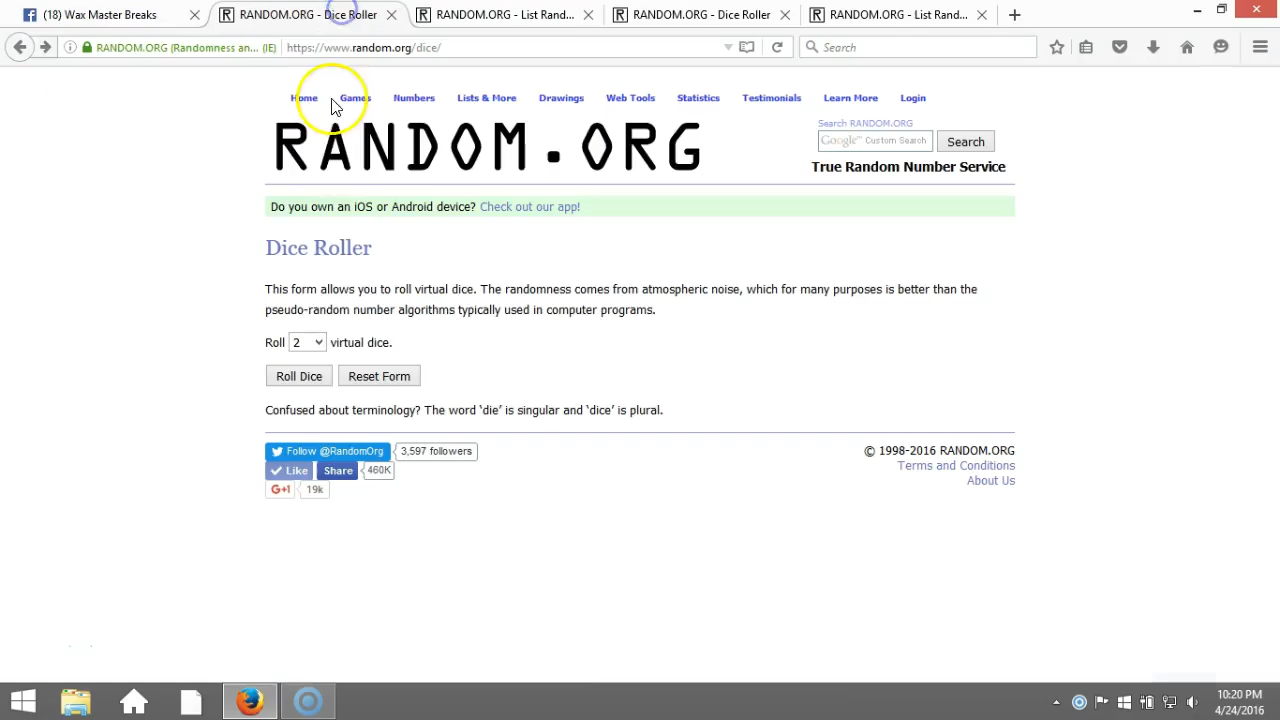 (18) Wax Master Breaks
RANDOM.ORG - Dice Roller
RANDOM.ORG - List Rand...
RANDOM.ORG - Dice Roller
RANDOM.ORG - List Rand...
RANDOM.ORG (Randomness an... (IE)
https://www.random.org/dice/
Search
Home Games Numbers Lists & More Drawings Web Tools Statistics Testimonials Learn More Login
RANDOM.ORG
Search RANDOM.ORG
Google™ Custom Search
Search
True Random Number Service
Do you own an iOS or Android device? Check out our app!
Dice Roller
This form allows you to roll virtual dice. The randomness comes from atmospheric noise, which for many purposes is better than the
pseudo-random number algorithms typically used in computer programs.
Roll 2 virtual dice.
Roll Dice Reset Form
Confused about terminology? The word ‘die’ is singular and ‘dice’ is plural.
Follow @RandomOrg 3,597 followers
Like Share 460K
G+1 19k
© 1998-2016 RANDOM.ORG
Terms and Conditions
About Us
10:20 PM
4/24/2016